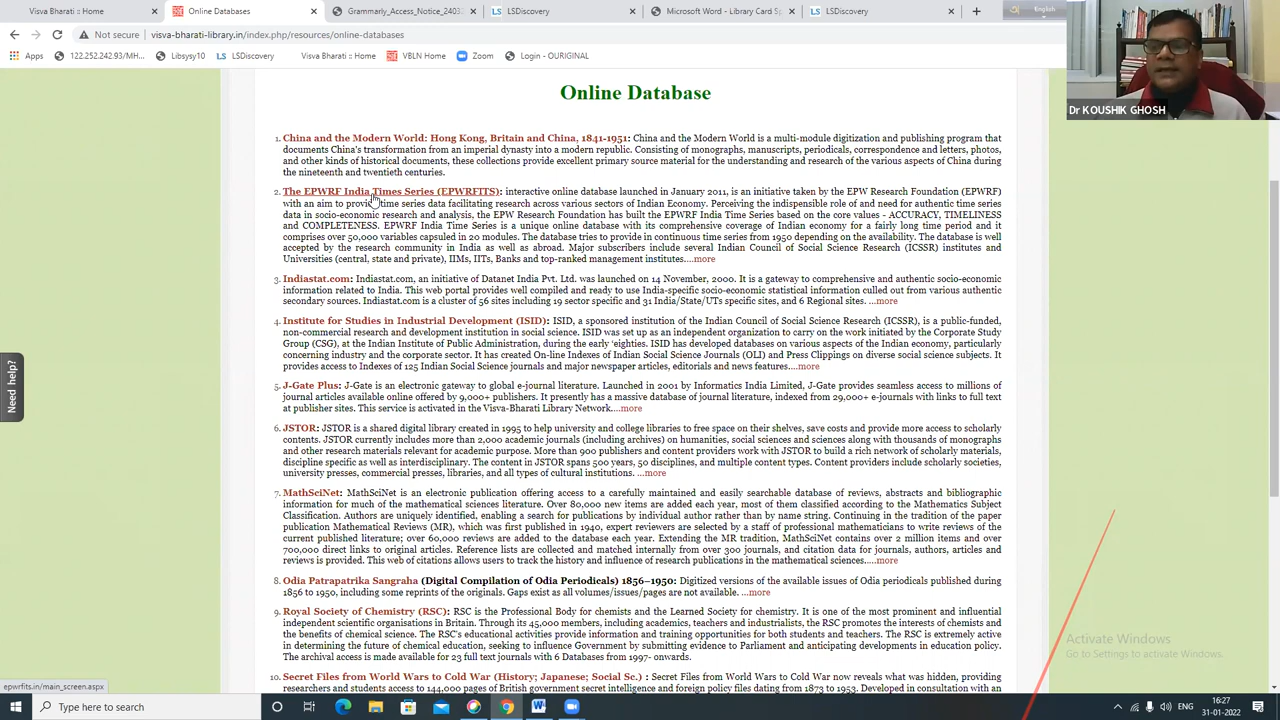 Visva Bharati :: Home
Online Databases
Grammarly_Access_Notice_2403
LSDiscovery
Microsoft Word - Library Card Sp
LSDiscovery
English
Not secure
visva-bharati-library.in/index.php/resources/online-databases
Apps
122.252.242.93/MH...
Libsysy10
LSDiscovery
Visva Bharati :: Home
VBLN Home
Zoom
Login - OURIGINAL
Dr KOUSHIK GHOSH
Online Database
1. China and the Modern World: Hong Kong, Britain and China, 1841-1951: China and the Modern World is a multi-module digitization and publishing program that
documents China's transformation from an imperial dynasty into a modern republic. Consisting of monographs, manuscripts, periodicals, correspondence and letters, photos,
and other kinds of historical documents, these collections provide excellent primary source material for the understanding and research of the various aspects of China during
the nineteenth and twentieth centuries.
2. The EPWRF India Times Series (EPWRFITS): interactive online database launched in January 2011, is an initiative taken by the EPW Research Foundation (EPWRF)
with an aim to provide time series data facilitating research across various sectors of Indian Economy. Perceiving the indispensible role of and need for authentic time series
data in socio-economic research and analysis, the EPW Research Foundation has built the EPWRF India Time Series based on the core values - ACCURACY, TIMELINESS
and COMPLETENESS. EPWRF India Time Series is a unique online database with its comprehensive coverage of Indian economy for a fairly long time period and it
comprises over 50,000 variables capsuled in 20 modules. The database tries to provide in continuous time series from 1950 depending on the availability. The database is well
accepted by the research community in India as well as abroad. Major subscribers include several Indian Council of Social Science Research (ICSSR) institutes and
Universities (central, state and private), IIMs, IITs, Banks and top-ranked management institutes....more
3. Indiastat.com: Indiastat.com, an initiative of Datanet India Pvt. Ltd. was launched on 14 November, 2000. It is a gateway to comprehensive and authentic socio-economic
information related to India. This web portal provides well compiled and ready to use India-specific socio-economic statistical information culled out from various authentic
secondary sources. Indiastat.com is a cluster of 56 sites including 19 sector specific and 31 India/State/UTs specific sites, and 6 Regional sites. ...more
4. Institute for Studies in Industrial Development (ISID): ISID, a sponsored institution of the Indian Council of Social Science Research (ICSSR), is a public-funded,
non-commercial research and development institution in social science. ISID was set up as an independent organization to carry on the work initiated by the Corporate Study
Group (CSG), at the Indian Institute of Public Administration, during the early 'eighties. ISID has developed databases on various aspects of the Indian economy, particularly
concerning industry and the corporate sector. It has created On-line Indexes of Indian Social Science Journals (OLI) and Press Clippings on diverse social science subjects. It
provides access to Indexes of 125 Indian Social Science journals and major newspaper articles, editorials and news features....more
5. J-Gate Plus: J-Gate is an electronic gateway to global e-journal literature. Launched in 2001 by Informatics India Limited, J-Gate provides seamless access to millions of
journal articles available online offered by 9,000+ publishers. It presently has a massive database of journal literature, indexed from 29,000+ e-journals with links to full text
at publisher sites. This service is activated in the Visva-Bharati Library Network....more
6. JSTOR: JSTOR is a shared digital library created in 1995 to help university and college libraries to free space on their shelves, save costs and provide more access to scholarly
contents. JSTOR currently includes more than 2,000 academic journals (including archives) on humanities, social sciences and sciences along with thousands of monographs
and other research materials relevant for academic purpose. More than 900 publishers and content providers work with JSTOR to build a rich network of scholarly materials,
discipline specific as well as interdisciplinary. The content in JSTOR spans 500 years, 50 disciplines, and multiple content types. Content providers include scholarly societies,
university presses, commercial presses, libraries, and all types of cultural institutions. ...more
7. MathSciNet: MathSciNet is an electronic publication offering access to a carefully maintained and easily searchable database of reviews, abstracts and bibliographic
information for much of the mathematical sciences literature. Over 80,000 new items are added each year, most of them classified according to the Mathematics Subject
Classification. Authors are uniquely identified, enabling a search for publications by individual author rather than by name string. Continuing in the tradition of the paper
publication Mathematical Reviews (MR), which was first published in 1940, expert reviewers are selected by a staff of professional mathematicians to write reviews of the
current published literature; over 60,000 reviews are added to the database each year. Extending the MR tradition, MathSciNet contains over 2 million items and over
700,000 direct links to original articles. Reference lists are collected and matched internally from over 300 journals, and citation data for journals, authors, articles and
reviews is provided. This web of citations allows users to track the history and influence of research publications in the mathematical sciences....more
8. Odia Patrapatrika Sangraha (Digital Compilation of Odia Periodicals) 1856–1950: Digitized versions of the available issues of Odia periodicals published during
1856 to 1950, including some reprints of the originals. Gaps exist as all volumes/issues/pages are not available. ...more
9. Royal Society of Chemistry (RSC): RSC is the Professional Body for chemists and the Learned Society for chemistry. It is one of the most prominent and influential
independent scientific organisations in Britain. Through its 45,000 members, including academics, teachers and industrialists, the RSC promotes the interests of chemists and
the benefits of chemical science. The RSC's educational activities provide information and training opportunities for both students and teachers. The RSC is extremely active
in determining the future of chemical education, seeking to influence Government by submitting evidence to Parliament and anticipating developments in education policy.
The archival access is made available for 23 full text journals with 6 Databases from 1997- onwards.
10. Secret Files from World Wars to Cold War (History; Japanese; Social Sc.) : Secret Files from World Wars to Cold War now reveals what was hidden, providing
researchers and students access to 144,000 pages of British government secret intelligence and foreign policy files dating from 1873 to 1953. Developed in consultation with an
Need help?
Activate Windows
Go to Settings to activate Windows.
epwrfits.in/main_screen.aspx
Type here to search
ENG
16:27
31-01-2022